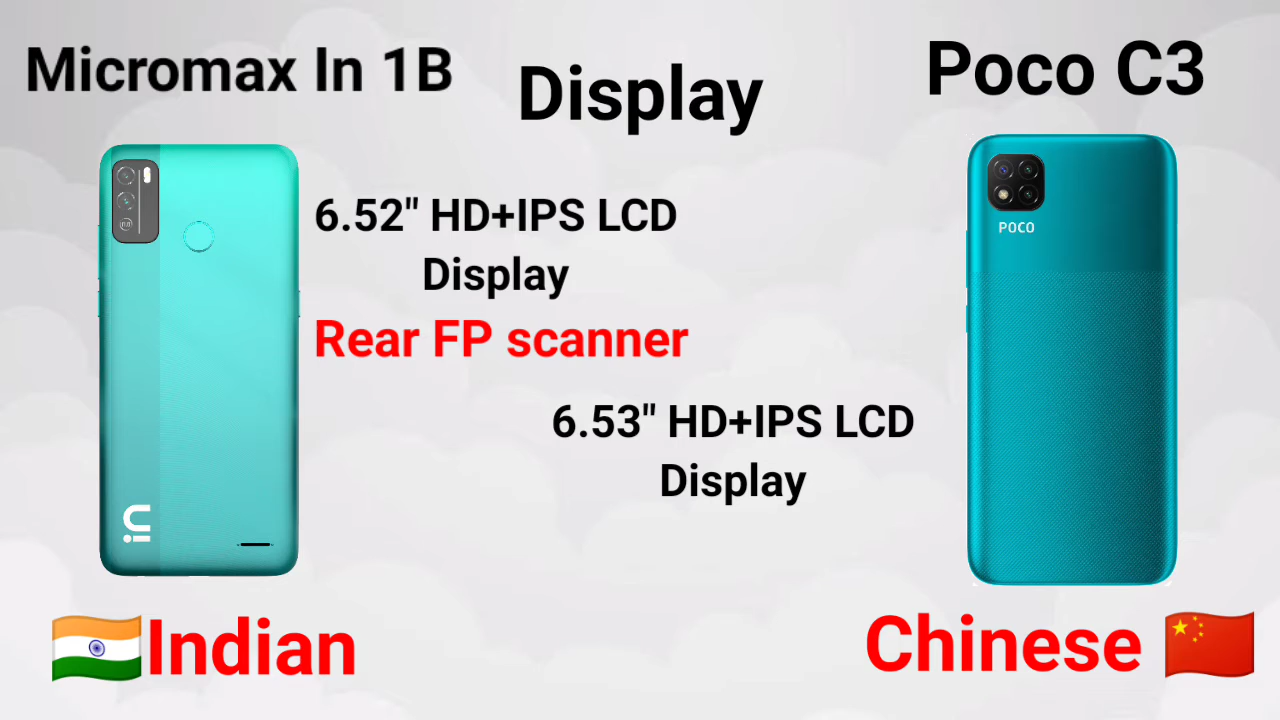 Micromax In 1B
Display
Poco C3
6.52" HD+IPS LCD
Display
Rear FP scanner
6.53" HD+IPS LCD
Display
POCO
in
Indian
Chinese